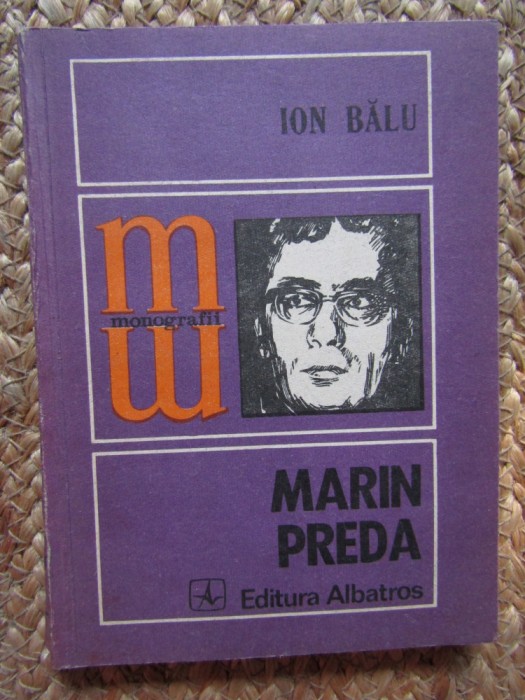 ION BĂLU
m
monografii
m
MARIN
PREDA
Editura Albatros